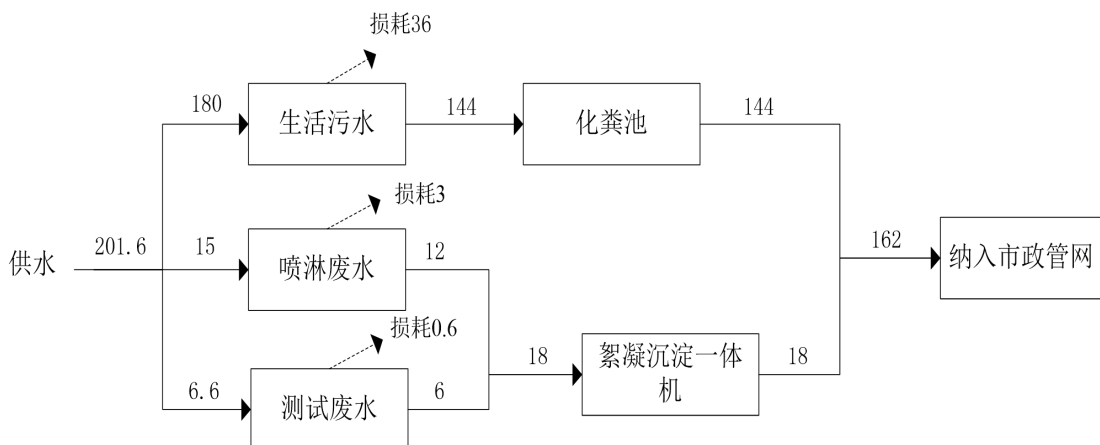 损耗36
180
生活污水
144
化粪池
144
损耗3
供水
201.6
15
喷淋废水
12
162
纳入市政管网
损耗0.6
6.6
测试废水
6
18
絮凝沉淀一体
机
18